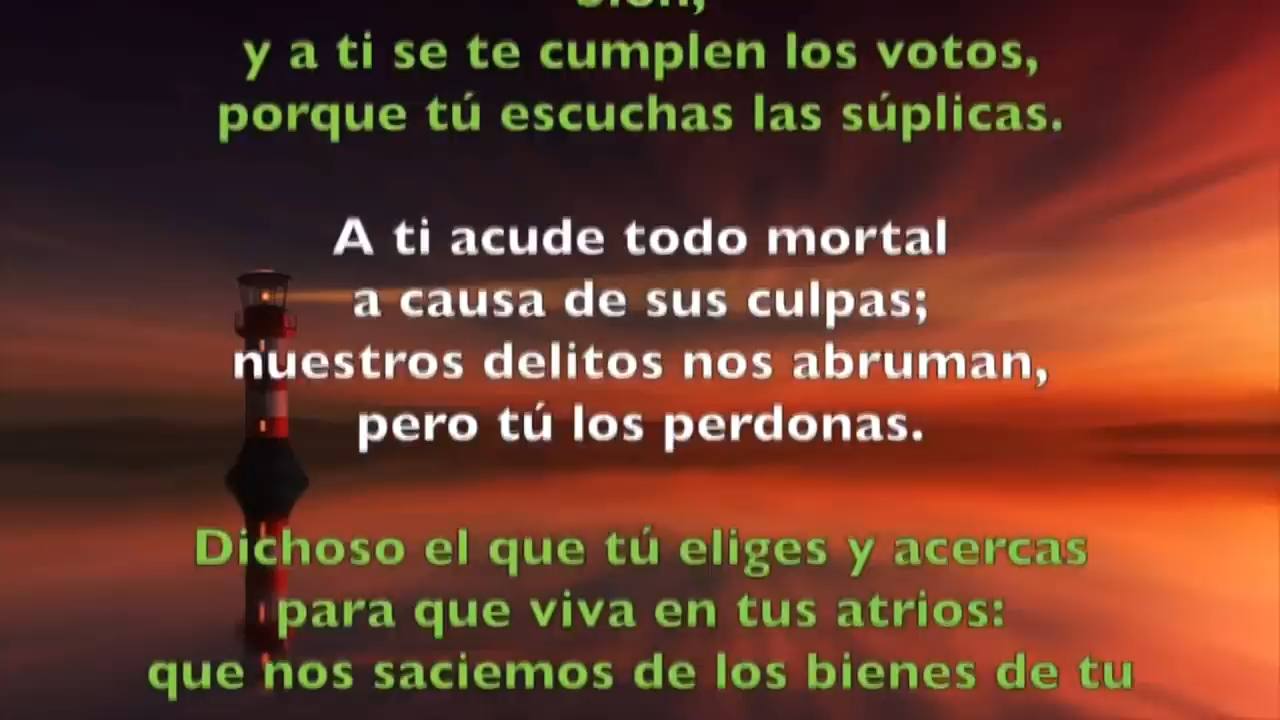 y a ti se te cumplen los votos,
porque tú escuchas las súplicas.
A ti acude todo mortal
a causa de sus culpas;
nuestros delitos nos abruman,
pero tú los perdonas.
Dichoso el que tú eliges y acercas
para que viva en tus atrios:
que nos saciemos de los bienes de tu